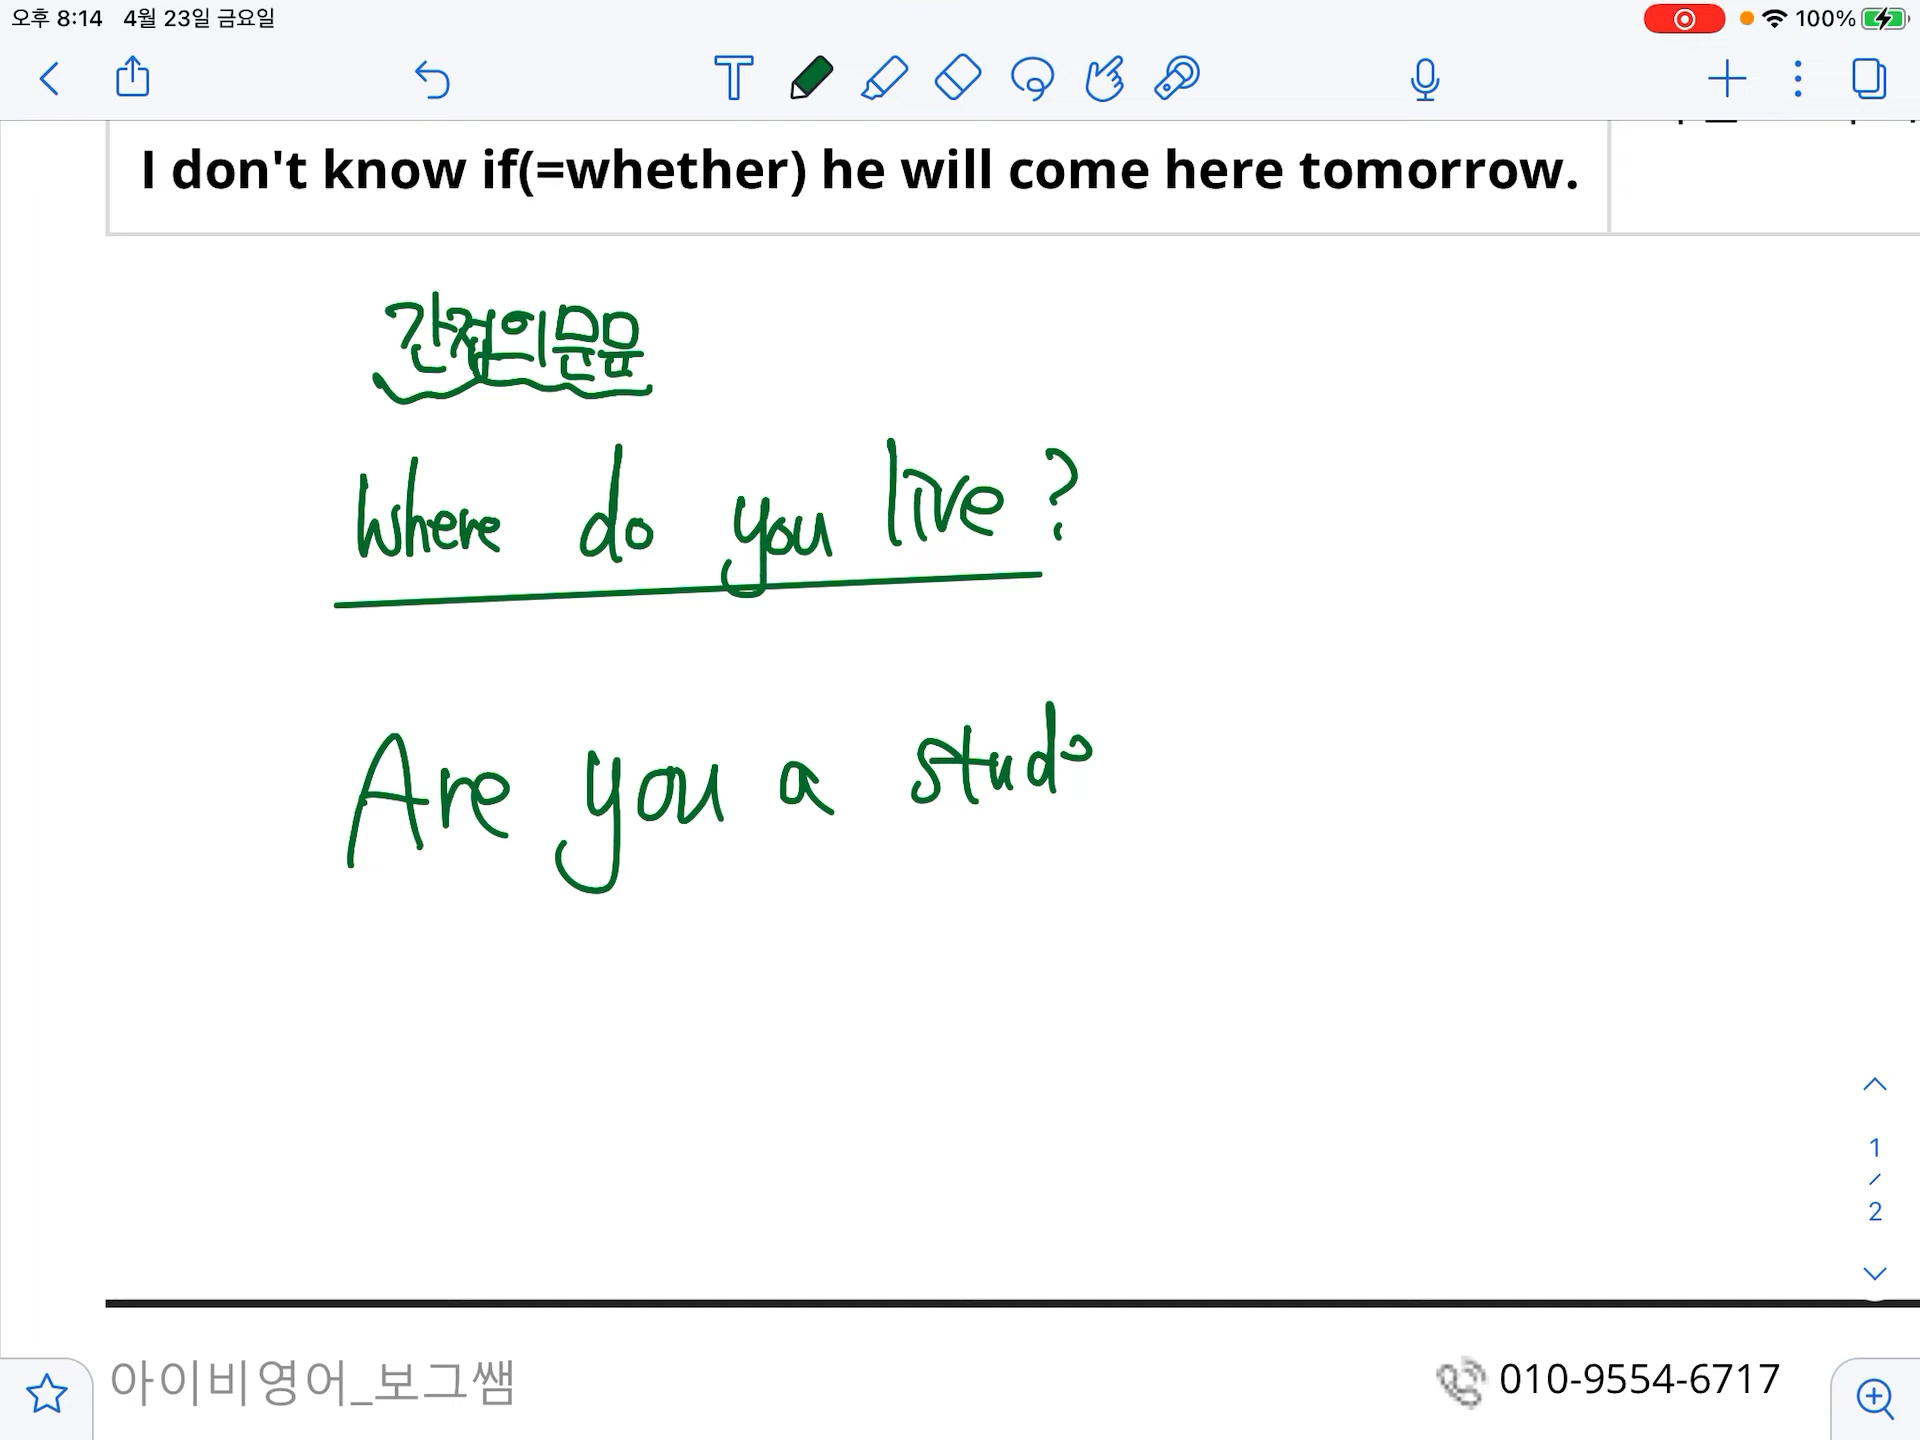 오후 8:14 4월 23일 금요일 100%
I don't know if(=whether) he will come here tomorrow.
간접의문문
Where do you live?
Are you a stud
1
/
2
아이비영어_보그쌤 010-9554-6717